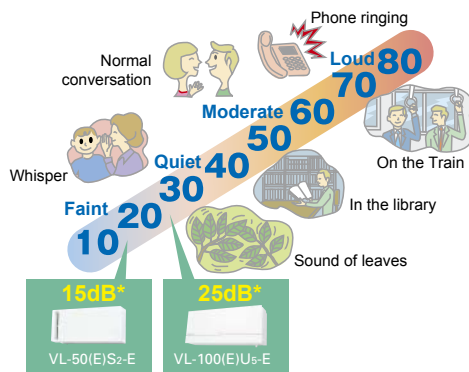 Phone ringing
Normal
conversation
Loud 80
70
Moderate 60
50
On the Train
Whisper
Quiet 40
30
In the library
Faint 20
10
Sound of leaves
15dB*
VL-50(E)S2-E
25dB*
VL-100(E)U5-E